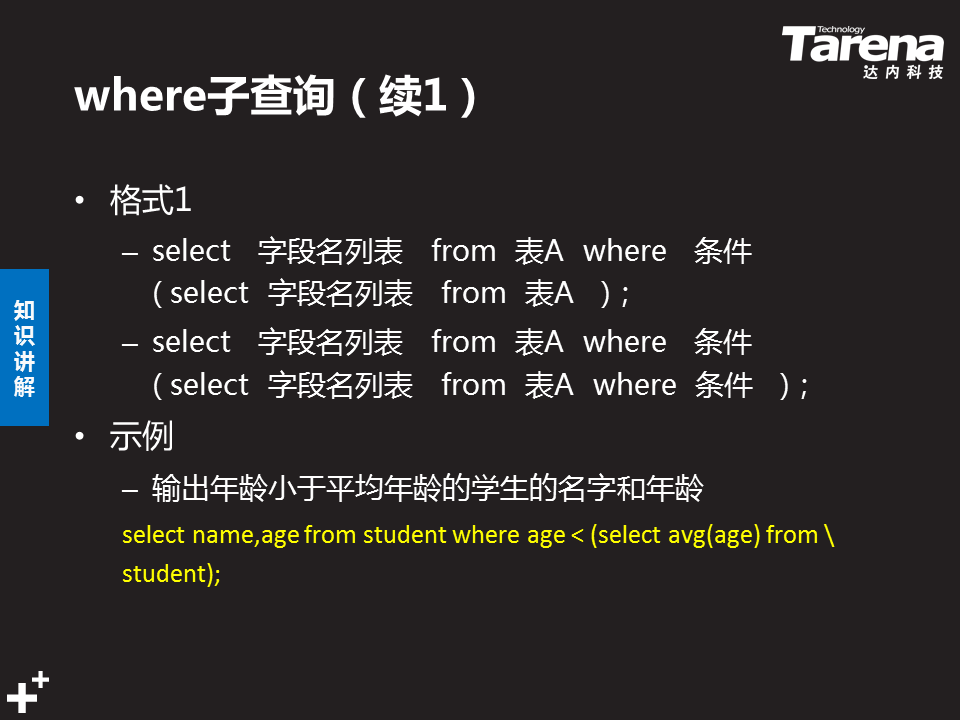 Technology
Tarena
达内科技
where子查询（续1）
• 格式1
– select 字段名列表 from 表A where 条件
( select 字段名列表 from 表A ) ;
– select 字段名列表 from 表A where 条件
( select 字段名列表 from 表A where 条件 ) ;
• 示例
– 输出年龄小于平均年龄的学生的名字和年龄
select name,age from student where age < (select avg(age) from \
student);
知
识
讲
解